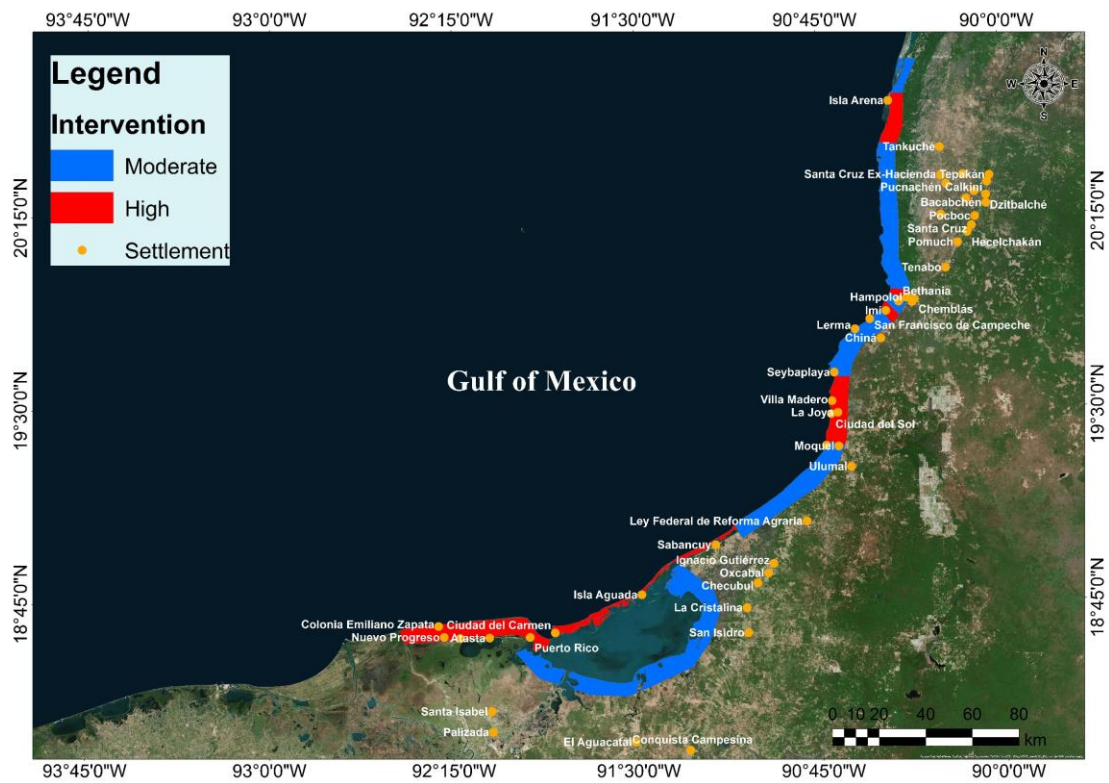 93°45'0"W 93°0'0"W 92°15'0"W 91°30'0"W 90°45'0"W 90°0'0"W
Legend
Intervention
Moderate
High
Settlement
N
W E
S
Isla Arena
Tankuché
Santa Cruz Ex-Hacienda Tepakán
Pucnachén Calkiní
Bacabchén
Dzitbalché
Pocboc
Santa Cruz
Pomuch
Hecelchakán
Tenabo
Bethania
Hampolol
Chemblás
Imí
San Francisco de Campeche
Lerma
Chiná
Seybaplaya
Gulf of Mexico
Villa Madero
La Joya
Ciudad del Sol
Moquel
Ulumal
Ley Federal de Reforma Agraria
Sabancuy
Ignacio Gutiérrez
Oxcabal
Checubul
Isla Aguada
La Cristalina
Colonia Emiliano Zapata
Ciudad del Carmen
San Isidro
Nuevo Progreso
Atasta
Puerto Rico
Santa Isabel
Palizada
El Aguacatal
Conquista Campesina
20°15'0"N 20°15'0"N
19°30'0"N 19°30'0"N
18°45'0"N 18°45'0"N
0 10 20 40 60 80
km
93°45'0"W 93°0'0"W 92°15'0"W 91°30'0"W 90°45'0"W 90°0'0"W